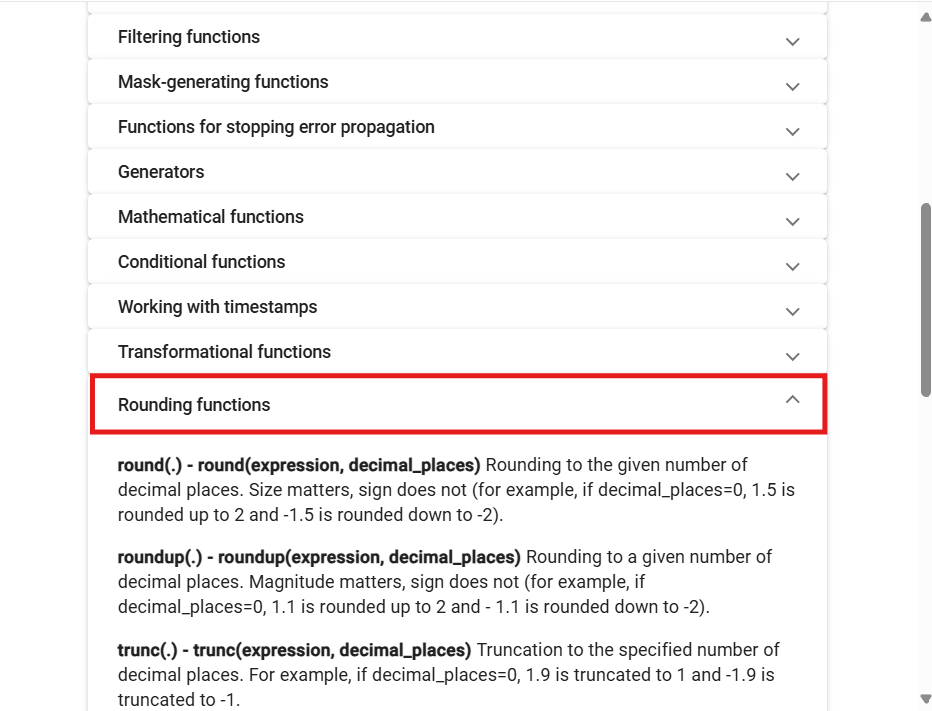 Filtering functions
Mask-generating functions
Functions for stopping error propagation
Generators
Mathematical functions
Conditional functions
Working with timestamps
Transformational functions
Rounding functions
round(.) - round(expression, decimal_places) Rounding to the given number of
decimal places. Size matters, sign does not (for example, if decimal_places=0, 1.5 is
rounded up to 2 and -1.5 is rounded down to -2).
roundup(.) - roundup(expression, decimal_places) Rounding to a given number of
decimal places. Magnitude matters, sign does not (for example, if
decimal_places=0, 1.1 is rounded up to 2 and - 1.1 is rounded down to -2).
trunc(.) - trunc(expression, decimal_places) Truncation to the specified number of
decimal places. For example, if decimal_places=0, 1.9 is truncated to 1 and -1.9 is
truncated to -1.